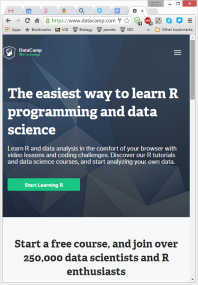 https://www.datacamp.com
Other bookmarks
DataCamp
The easiest way to learn R
programming and data
science
Learn R and data analysis in the comfort of your browser with
video lessons and coding challenges. Discover our R tutorials
and data science courses, and start analyzing your own data.
Start Learning R
Start a free course, and join over
250,000 data scientists and R
enthusiasts